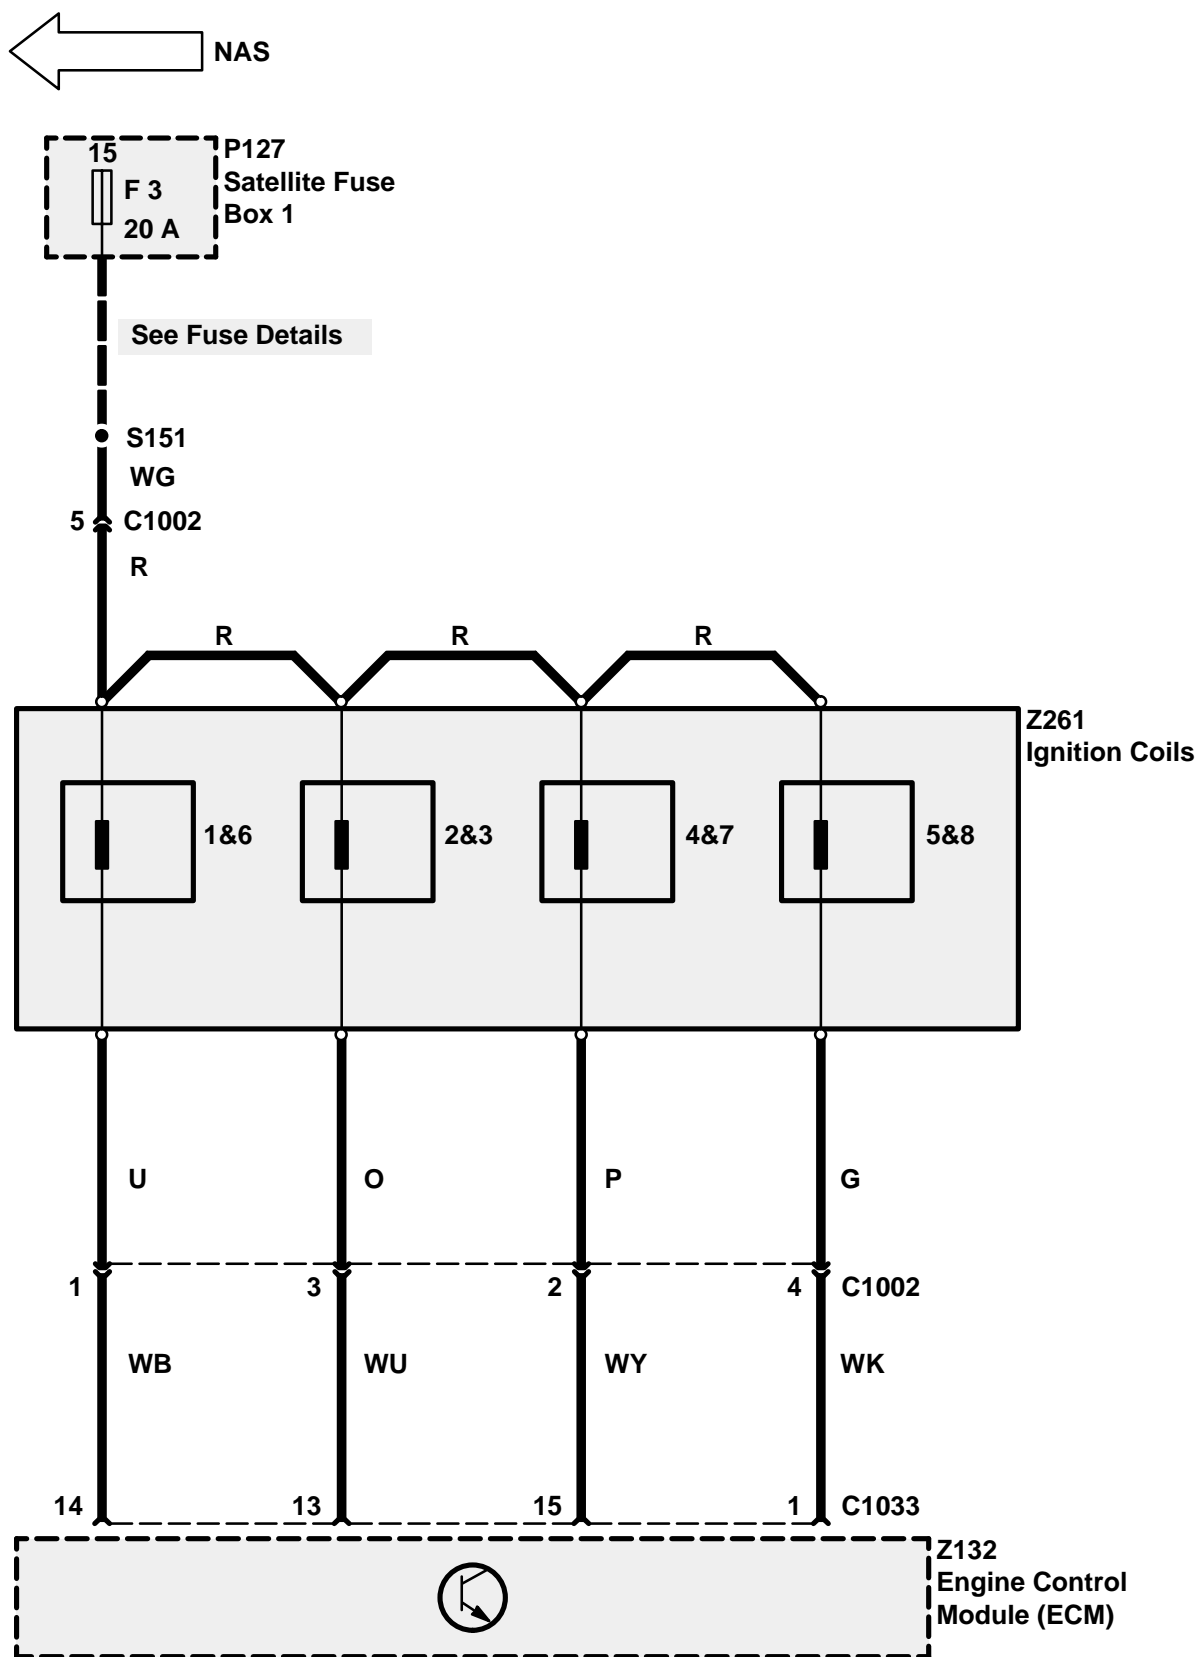 NAS
15
F 3
20 A
P127
Satellite Fuse
Box 1
See Fuse Details
S151
WG
5 C1002
R
R R R
Z261
Ignition Coils
1&6 2&3 4&7 5&8
U O P G
1 3 2 4 C1002
WB WU WY WK
14 13 15 1 C1033
Z132
Engine Control
Module (ECM)